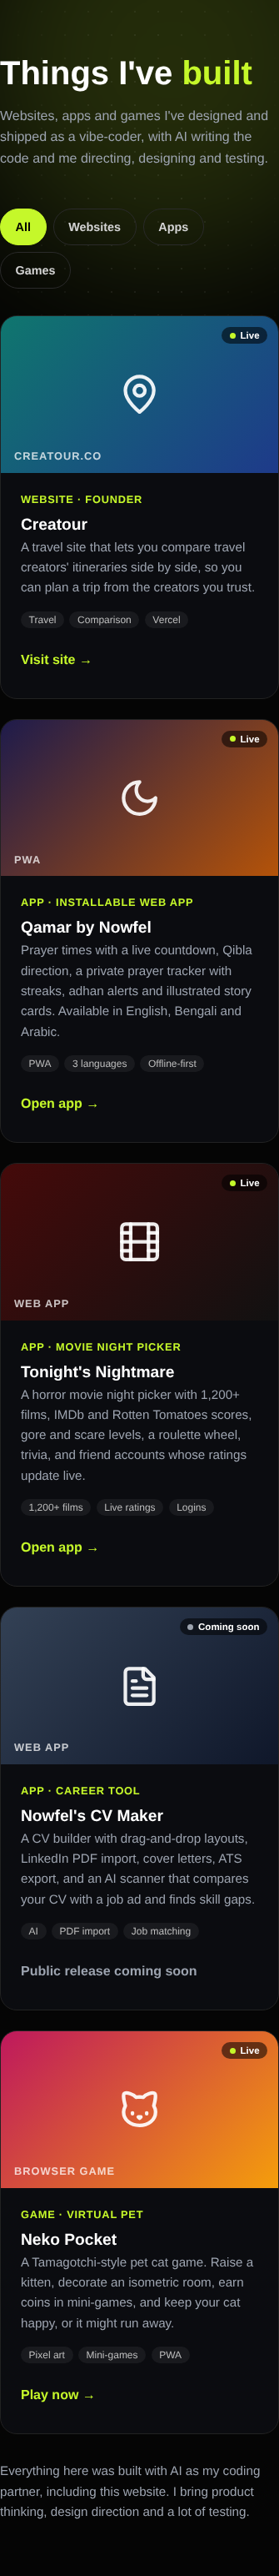 Things I've built
Websites, apps and games I've designed and
shipped as a vibe-coder, with AI writing the
code and me directing, designing and testing.
All
Websites
Apps
Games
Live
CREATOUR.CO
WEBSITE · FOUNDER
Creatour
A travel site that lets you compare travel
creators' itineraries side by side, so you
can plan a trip from the creators you trust.
Travel
Comparison
Vercel
Visit site →
Live
PWA
APP · INSTALLABLE WEB APP
Qamar by Nowfel
Prayer times with a live countdown, Qibla
direction, a private prayer tracker with
streaks, adhan alerts and illustrated story
cards. Available in English, Bengali and
Arabic.
PWA
3 languages
Offline-first
Open app →
Live
WEB APP
APP · MOVIE NIGHT PICKER
Tonight's Nightmare
A horror movie night picker with 1,200+
films, IMDb and Rotten Tomatoes scores,
gore and scare levels, a roulette wheel,
trivia, and friend accounts whose ratings
update live.
1,200+ films
Live ratings
Logins
Open app →
Coming soon
WEB APP
APP · CAREER TOOL
Nowfel's CV Maker
A CV builder with drag-and-drop layouts,
LinkedIn PDF import, cover letters, ATS
export, and an AI scanner that compares
your CV with a job ad and finds skill gaps.
AI
PDF import
Job matching
Public release coming soon
Live
BROWSER GAME
GAME · VIRTUAL PET
Neko Pocket
A Tamagotchi-style pet cat game. Raise a
kitten, decorate an isometric room, earn
coins in mini-games, and keep your cat
happy, or it might run away.
Pixel art
Mini-games
PWA
Play now →
Everything here was built with AI as my coding
partner, including this website. I bring product
thinking, design direction and a lot of testing.